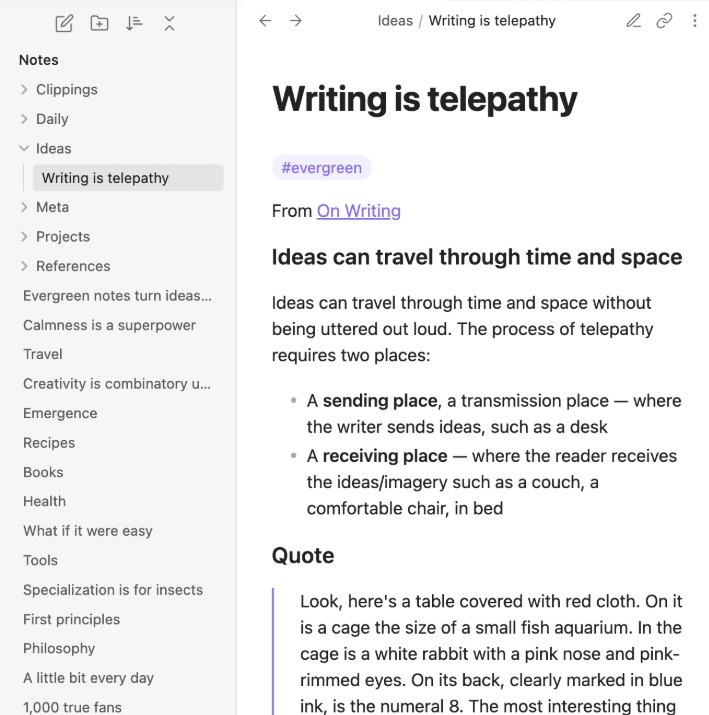 Notes
Clippings
Daily
Ideas
Writing is telepathy
Meta
Projects
References
Evergreen notes turn ideas...
Calmness is a superpower
Travel
Creativity is combinatory u...
Emergence
Recipes
Books
Health
What if it were easy
Tools
Specialization is for insects
First principles
Philosophy
A little bit every day
1,000 true fans
Ideas / Writing is telepathy
Writing is telepathy
#evergreen
From On Writing
Ideas can travel through time and space
Ideas can travel through time and space without
being uttered out loud. The process of telepathy
requires two places:
A sending place, a transmission place — where
the writer sends ideas, such as a desk
A receiving place — where the reader receives
the ideas/imagery such as a couch, a
comfortable chair, in bed
Quote
Look, here's a table covered with red cloth. On it
is a cage the size of a small fish aquarium. In the
cage is a white rabbit with a pink nose and pink-
rimmed eyes. On its back, clearly marked in blue
ink, is the numeral 8. The most interesting thing